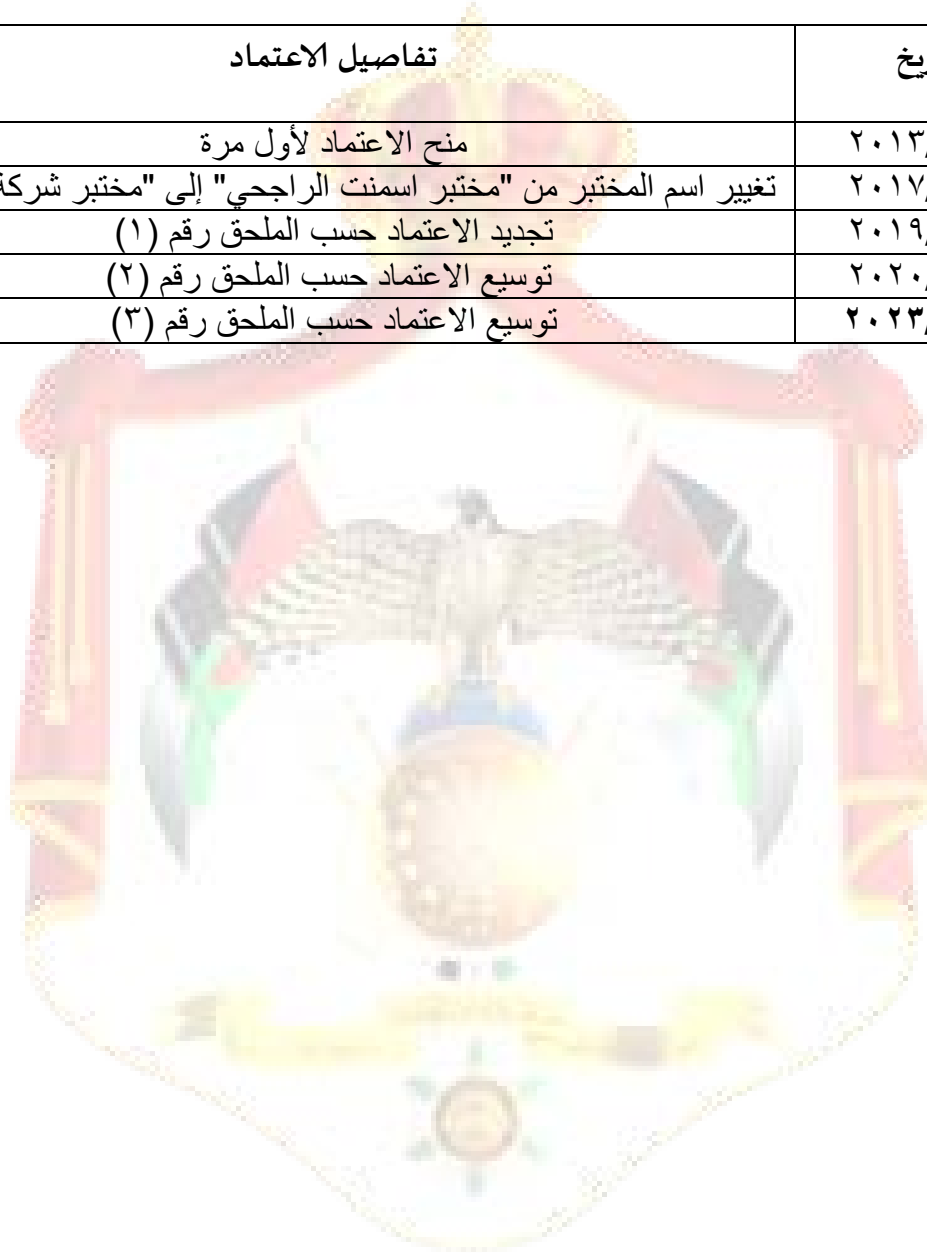 تفاصيل الاعتماد
٢٠١٣/ منح الاعتماد لأول مرة
٢٠١٧/ تغيير اسم المختبر من "مختبر اسمنت الراجحي" إلى "مختبر شركة
٢٠١٩/ تجديد الاعتماد حسب الملحق رقم (١)
٢٠٢٠/ توسيع الاعتماد حسب الملحق رقم (٢)
٢٠٢٣/ توسيع الاعتماد حسب الملحق رقم (٣)